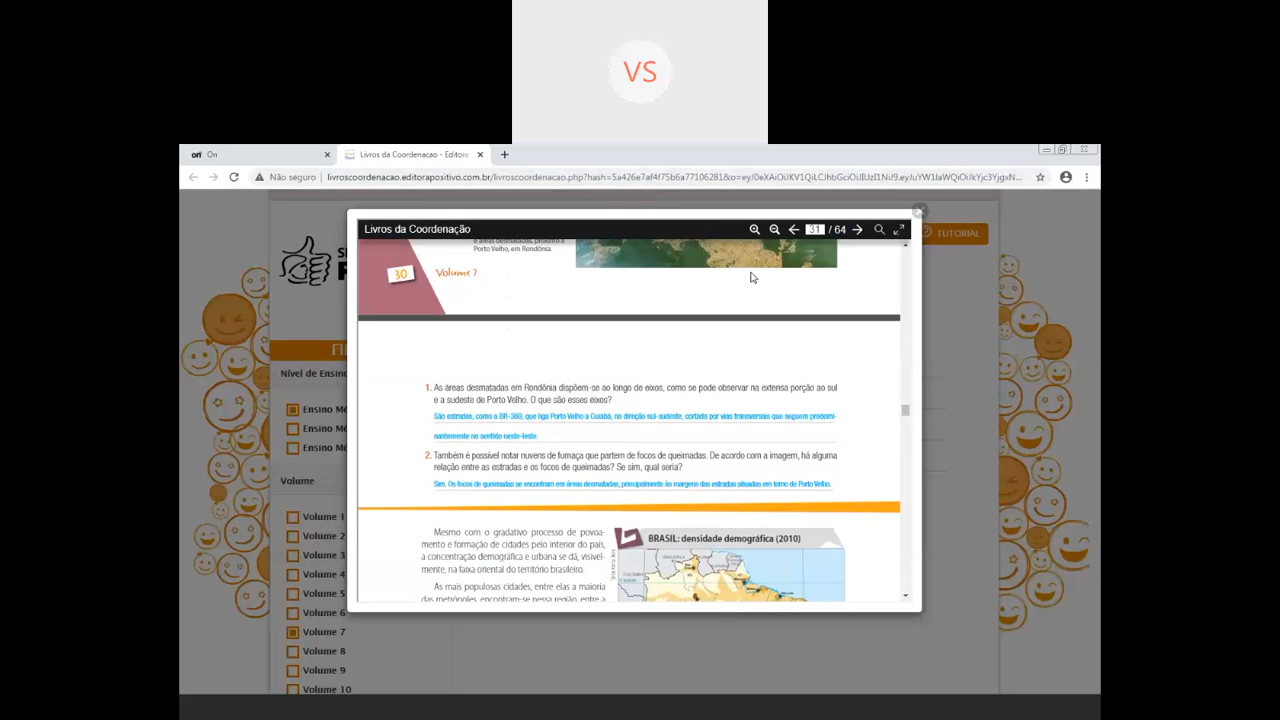 VS
On
Livros da Coordenacao - Editora
Não seguro
livroscoordenacao.editorapositivo.com.br/livroscoordenacao.php?hash=5a426e7af4f75b6a77106281&o=
Livros da Coordenação
31 / 64
TUTORIAL
Porto Velho, em Rondônia.
30
Volume 7
Nível de Ensino
1. As áreas desmatadas em Rondônia dispõem-se ao longo de eixos, como se pode observar na extensa porção ao sul
e a sudeste de Porto Velho. O que são esses eixos?
São estradas, como a BR-360, que liga Porto Velho a Cuiabá, no direção sul-sudeste, cortada por vias transversas que seguem predomi-
nantemente no sentido oeste-leste.
2. Também é possível notar nuvens de fumaça que partem de focos de queimadas. De acordo com a imagem, há alguma
relação entre as estradas e os focos de queimadas? Se sim, qual seria?
Sim. Os focos de queimadas se encontram em áreas desmatadas, principalmente às margens das estradas situadas em torno de Porto Velho.
Mesmo com o gradativo processo de povoa-
mento e formação de cidades pelo interior do país,
a concentração demográfica e urbana se dá, visivel-
mente, na faixa oriental do território brasileiro.
As mais populosas cidades, entre elas a maioria
das metrópoles, encontram-se nessa região, entre a
BRASIL: densidade demográfica (2010)
Ensino Mé
Ensino Mé
Ensino Mé
Volume
Volume 1
Volume 2
Volume 3
Volume 4
Volume 5
Volume 6
Volume 7
Volume 8
Volume 9
Volume 10